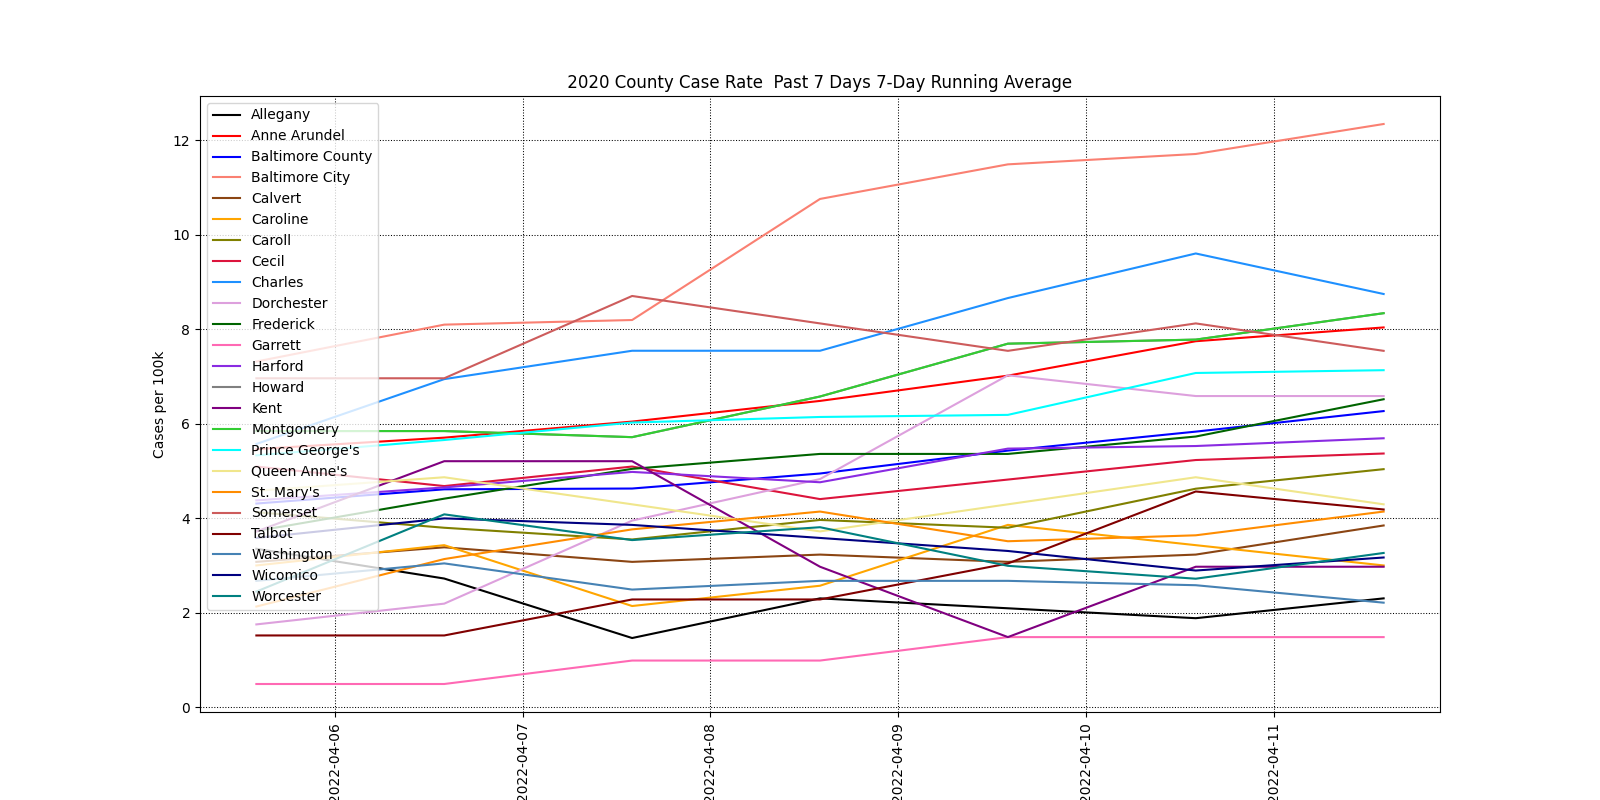 2020 County Case Rate  Past 7 Days 7-Day Running Average
Cases per 100k
12
10
8
6
4
2
0
Allegany
Anne Arundel
Baltimore County
Baltimore City
Calvert
Caroline
Caroll
Cecil
Charles
Dorchester
Frederick
Garrett
Harford
Howard
Kent
Montgomery
Prince George's
Queen Anne's
St. Mary's
Somerset
Talbot
Washington
Wicomico
Worcester
2022-04-06
2022-04-07
2022-04-08
2022-04-09
2022-04-10
2022-04-11